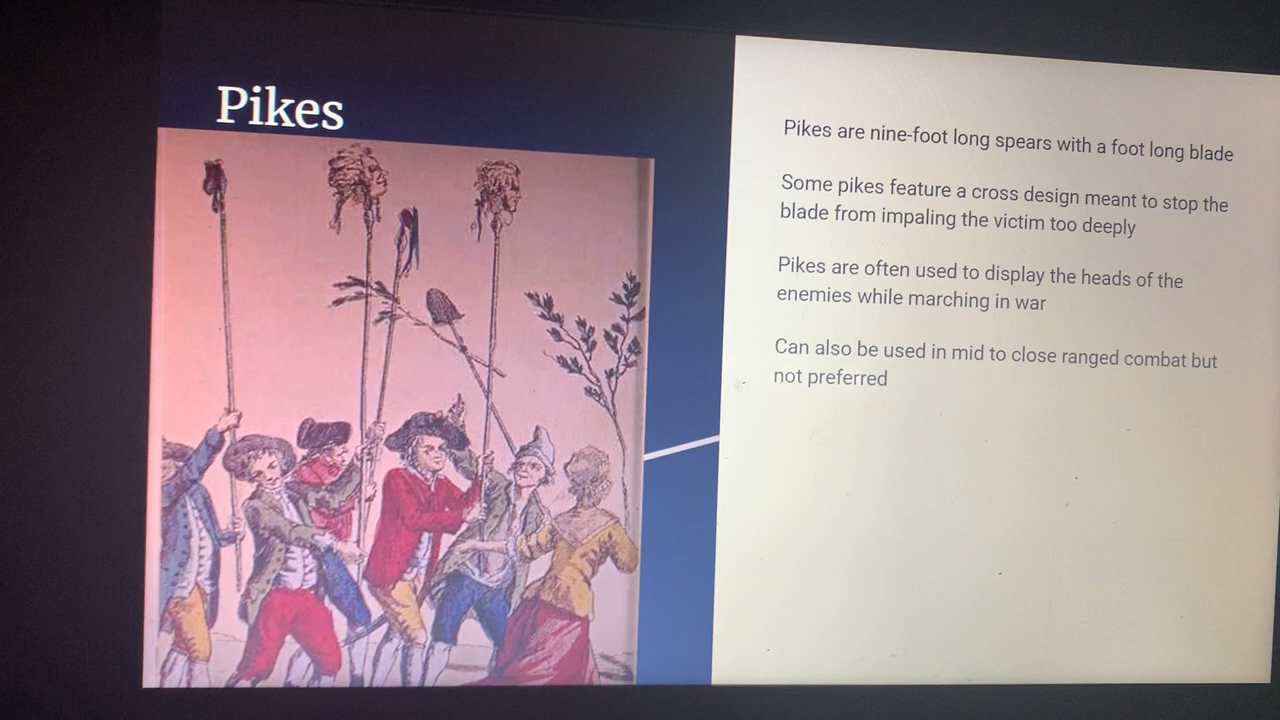 Pikes
Pikes are nine-foot long spears with a foot long blade
Some pikes feature a cross design meant to stop the
blade from impaling the victim too deeply
Pikes are often used to display the heads of the
enemies while marching in war
Can also be used in mid to close ranged combat but
not preferred